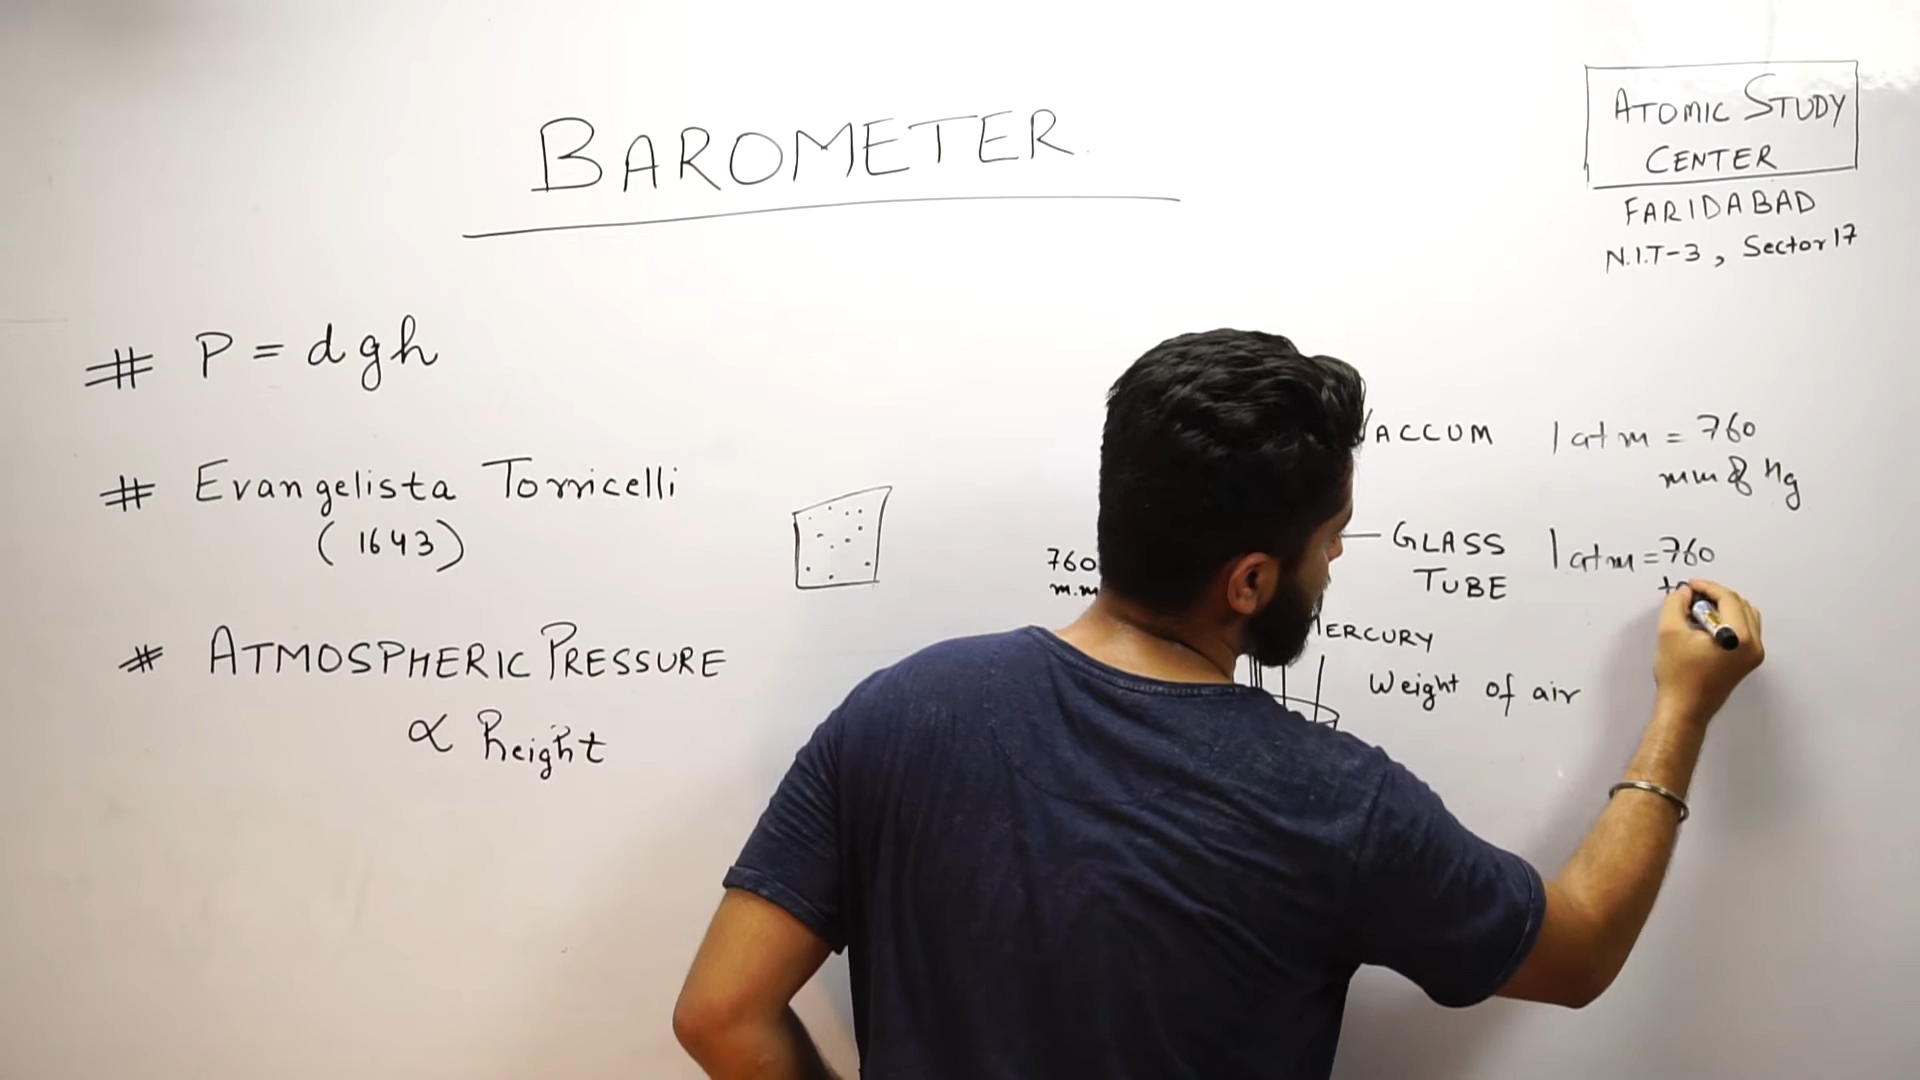 BAROMETER
ATOMIC STUDY
CENTER
FARIDABAD
N.I.T-3, Sector 17
# P = dgh
# Evangelista Torricelli
(1643)
# ATMOSPHERIC PRESSURE
∝ height
760
m.m
VACCUM
GLASS
TUBE
MERCURY
Weight of air
1 atm = 760
mm of Hg
1 atm = 760